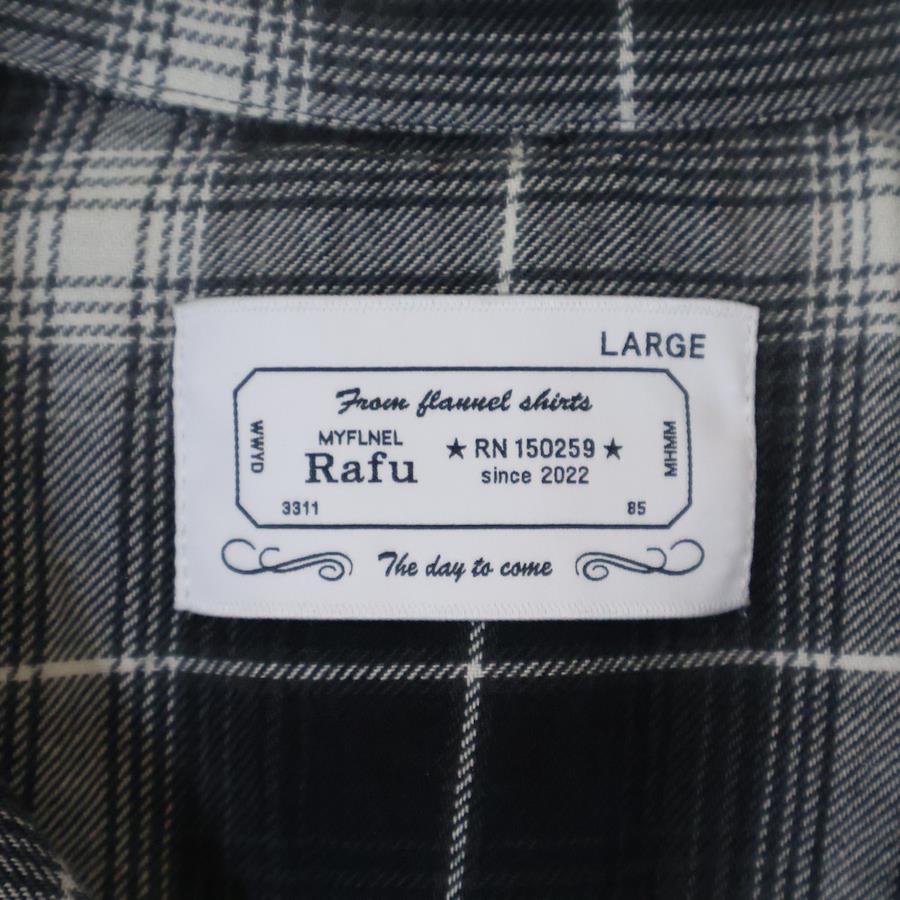 LARGE
From flannel shirts
WWYD
MYFLNEL
Rafu
★ RN 150259 ★
since 2022
MHMM
3311
85
The day to come